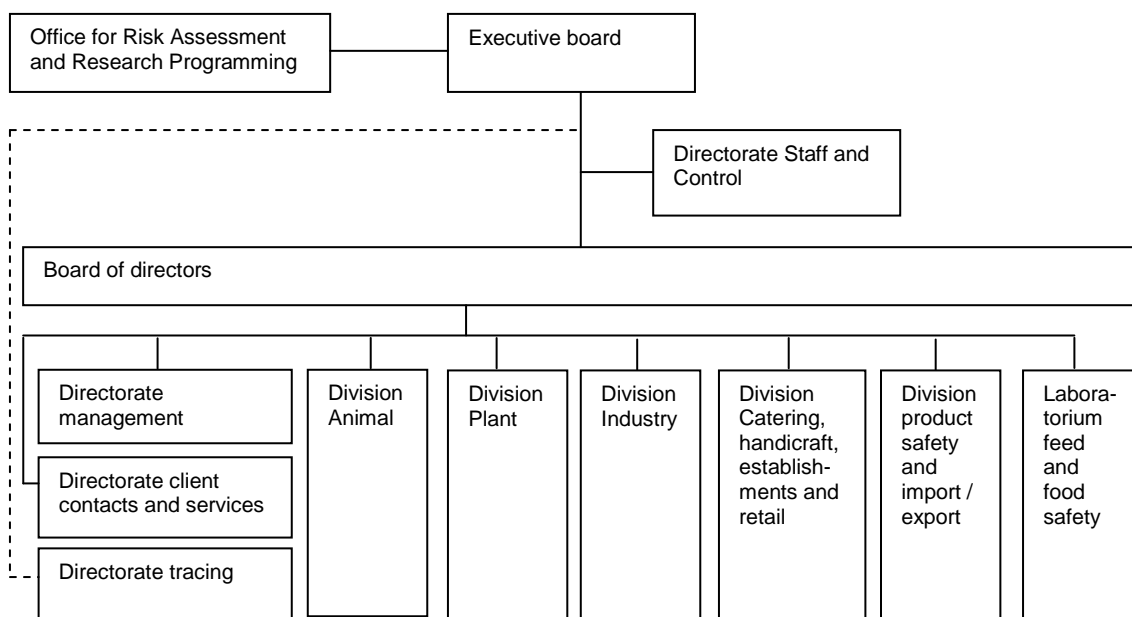 Office for Risk Assessment
and Research Programming
Executive board
Directorate Staff and
Control
Board of directors
Directorate
management
Directorate client
contacts and services
Directorate tracing
Division
Animal
Division
Plant
Division
Industry
Division
Catering,
handicraft,
establish-
ments and
retail
Division
product
safety
and
import /
export
Labora-
torium
feed
and
food
safety